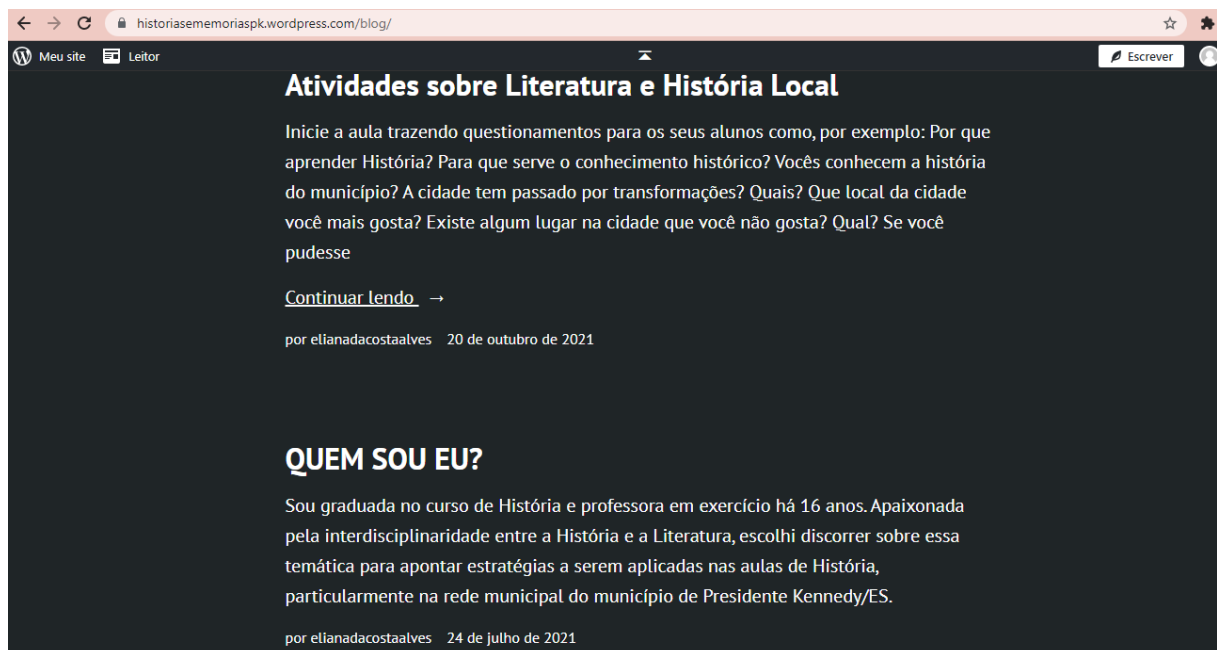 historiasememoriaspk.wordpress.com/blog/
Meu site Leitor Escrever
Atividades sobre Literatura e História Local
Inicie a aula trazendo questionamentos para os seus alunos como, por exemplo: Por que
aprender História? Para que serve o conhecimento histórico? Vocês conhecem a história
do município? A cidade tem passado por transformações? Quais? Que local da cidade
você mais gosta? Existe algum lugar na cidade que você não gosta? Qual? Se você
pudesse
Continuar lendo →
por elianadacostaalves 20 de outubro de 2021
QUEM SOU EU?
Sou graduada no curso de História e professora em exercício há 16 anos. Apaixonada
pela interdisciplinaridade entre a História e a Literatura, escolhi discorrer sobre essa
temática para apontar estratégias a serem aplicadas nas aulas de História,
particularmente na rede municipal do município de Presidente Kennedy/ES.
por elianadacostaalves 24 de julho de 2021